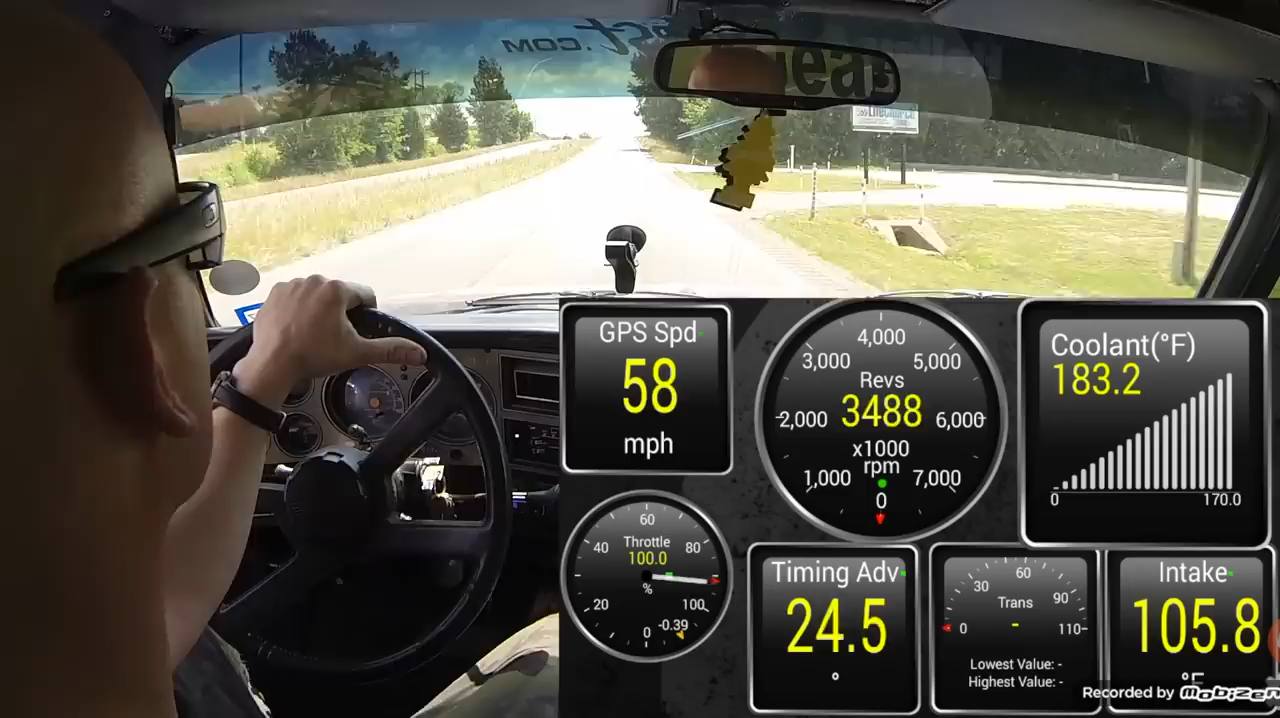 .COM
GPS Spd
58
mph
4,000
3,000
5,000
Revs
2,000
3488
6,000
x1000
rpm
1,000
7,000
0
Coolant(°F)
183.2
0
170.0
60
Throttle
40
100.0
80
%
20
100
-0.39
0
Timing Adv
24.5
°
60
30
90
Trans
0
-
110
Lowest Value: -
Highest Value: -
Intake
105.8
°F
Recorded by Mobizen